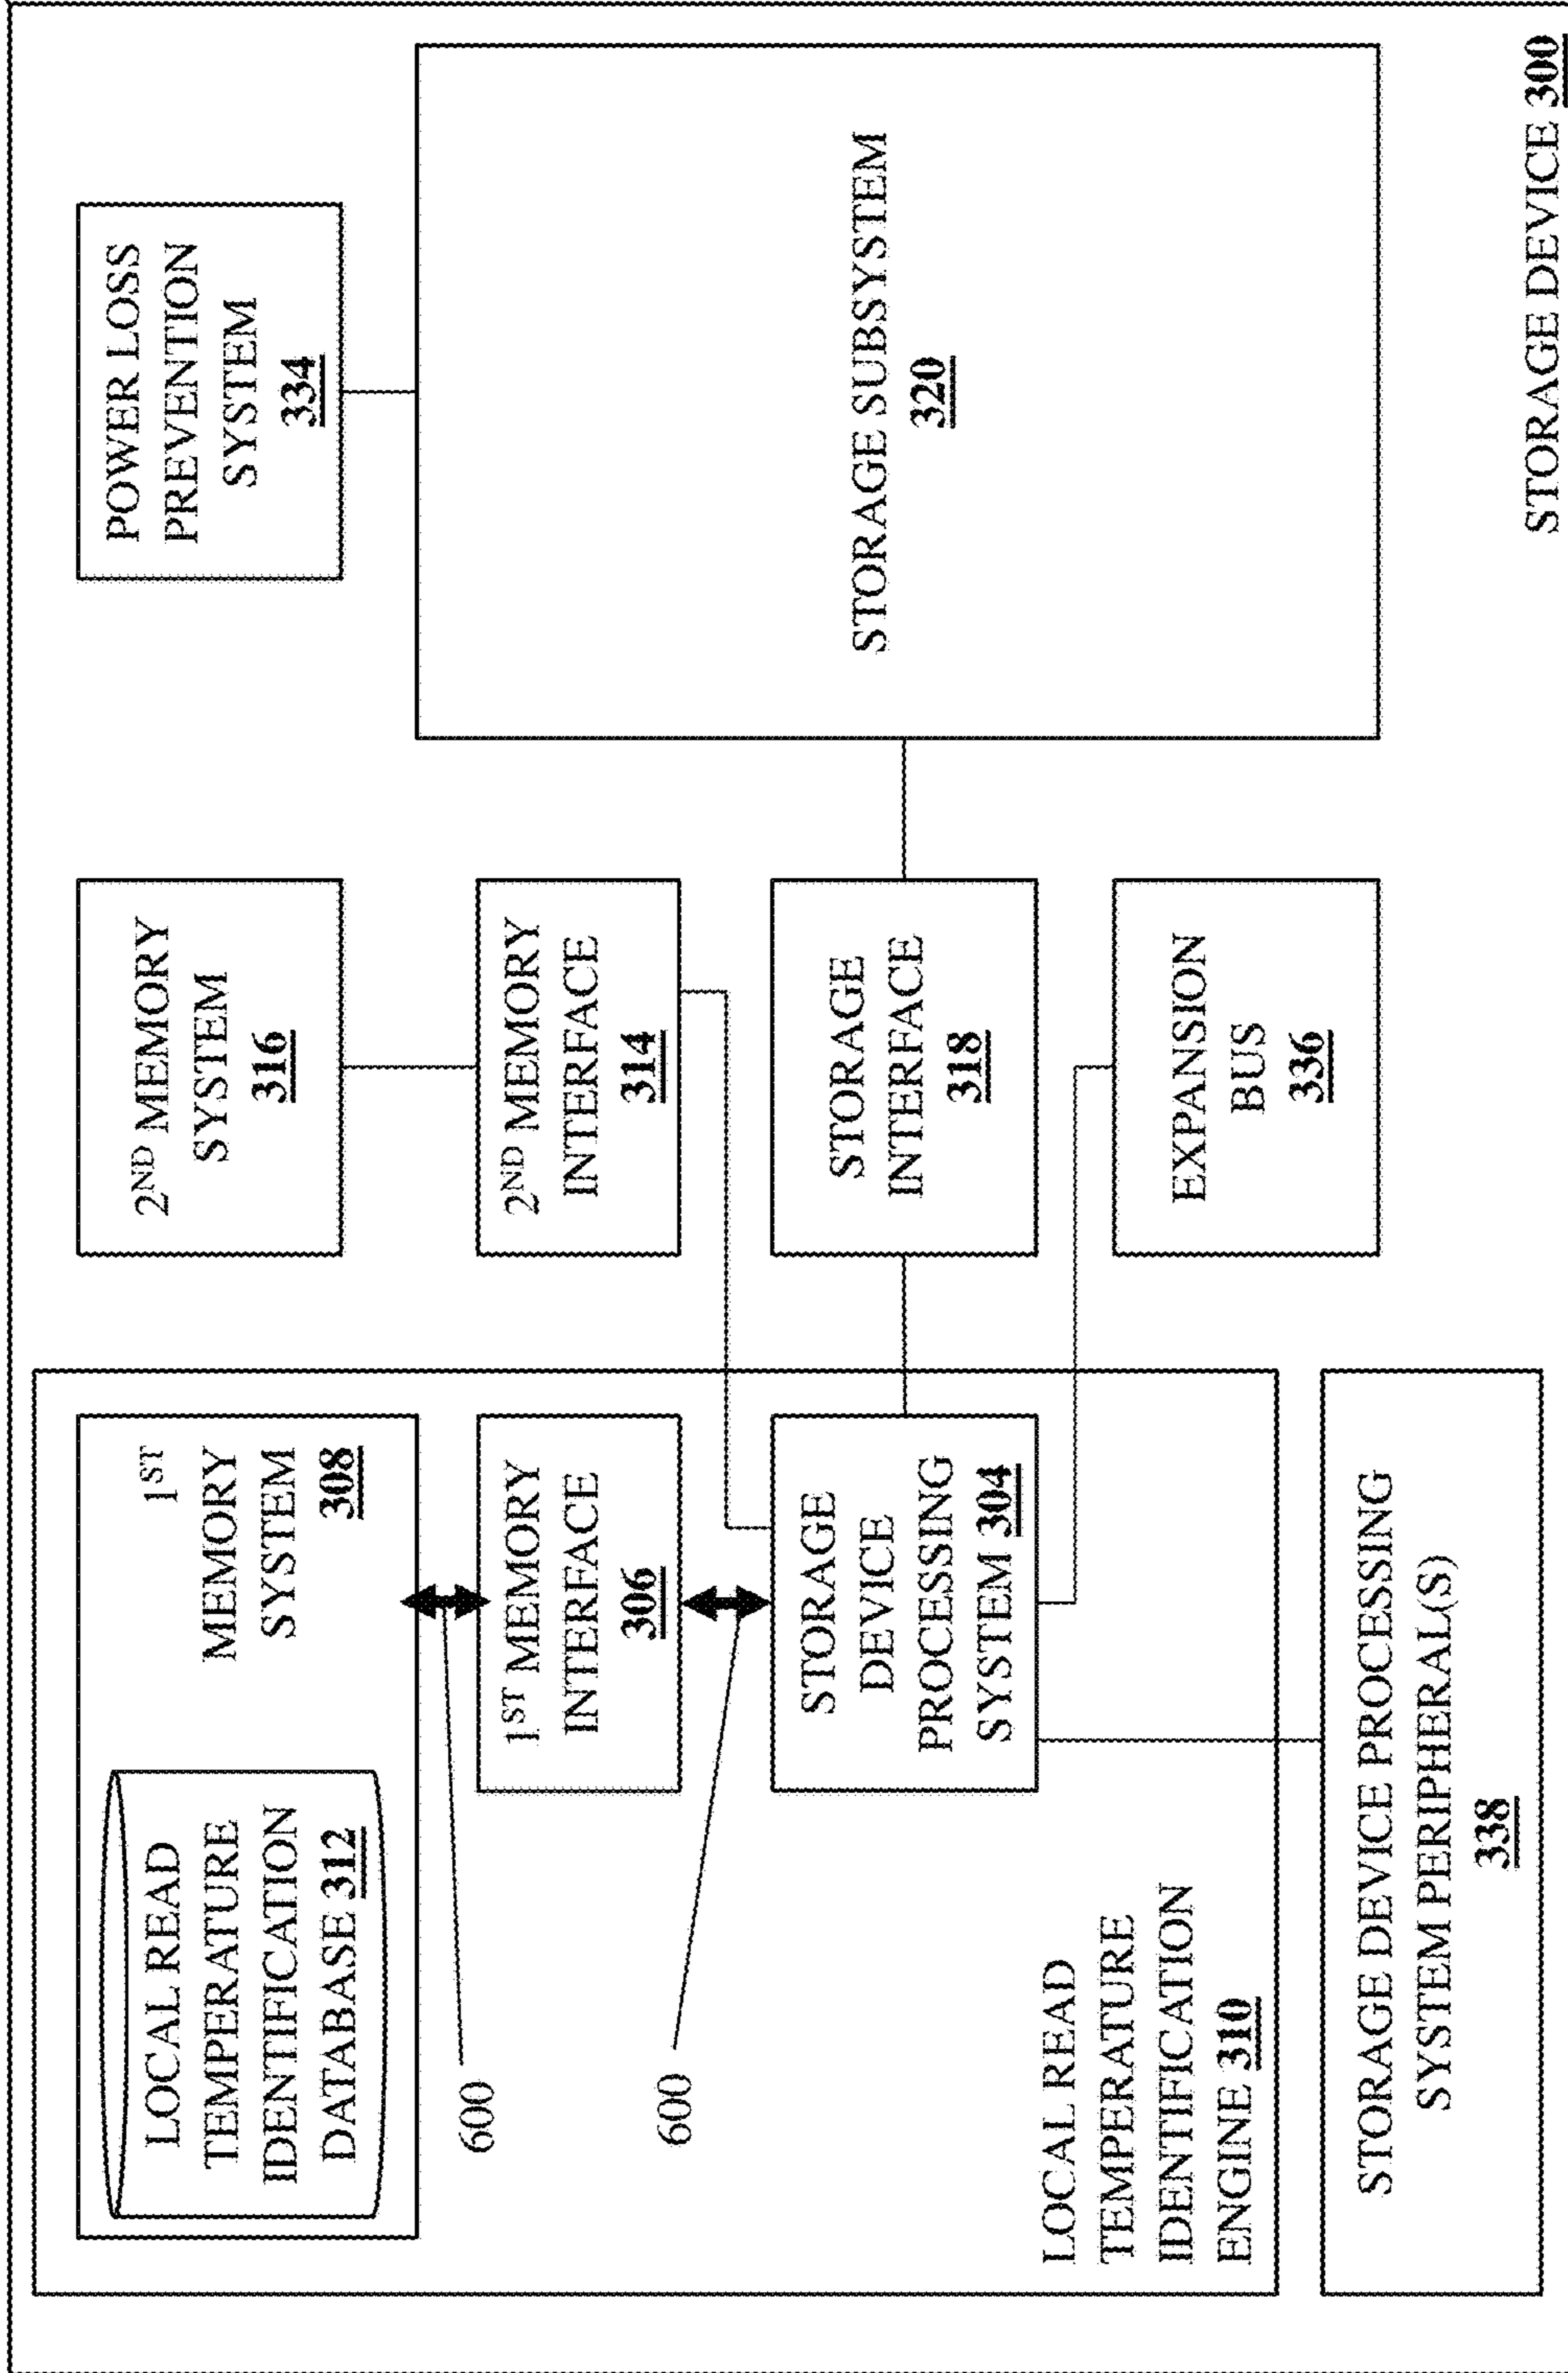 LOCAL READ
TEMPERATURE
IDENTIFICATION
DATABASE 312
1ST
MEMORY
SYSTEM
308
600
1ST MEMORY
INTERFACE
306
600
STORAGE
DEVICE
PROCESSING
SYSTEM 304
LOCAL READ
TEMPERATURE
IDENTIFICATION
ENGINE 310
STORAGE DEVICE PROCESSING
SYSTEM PERIPHERAL(S)
338
2ND MEMORY
SYSTEM
316
2ND MEMORY
INTERFACE
314
STORAGE
INTERFACE
318
EXPANSION
BUS
336
POWER LOSS
PREVENTION
SYSTEM
334
STORAGE SUBSYSTEM
320
STORAGE DEVICE 300